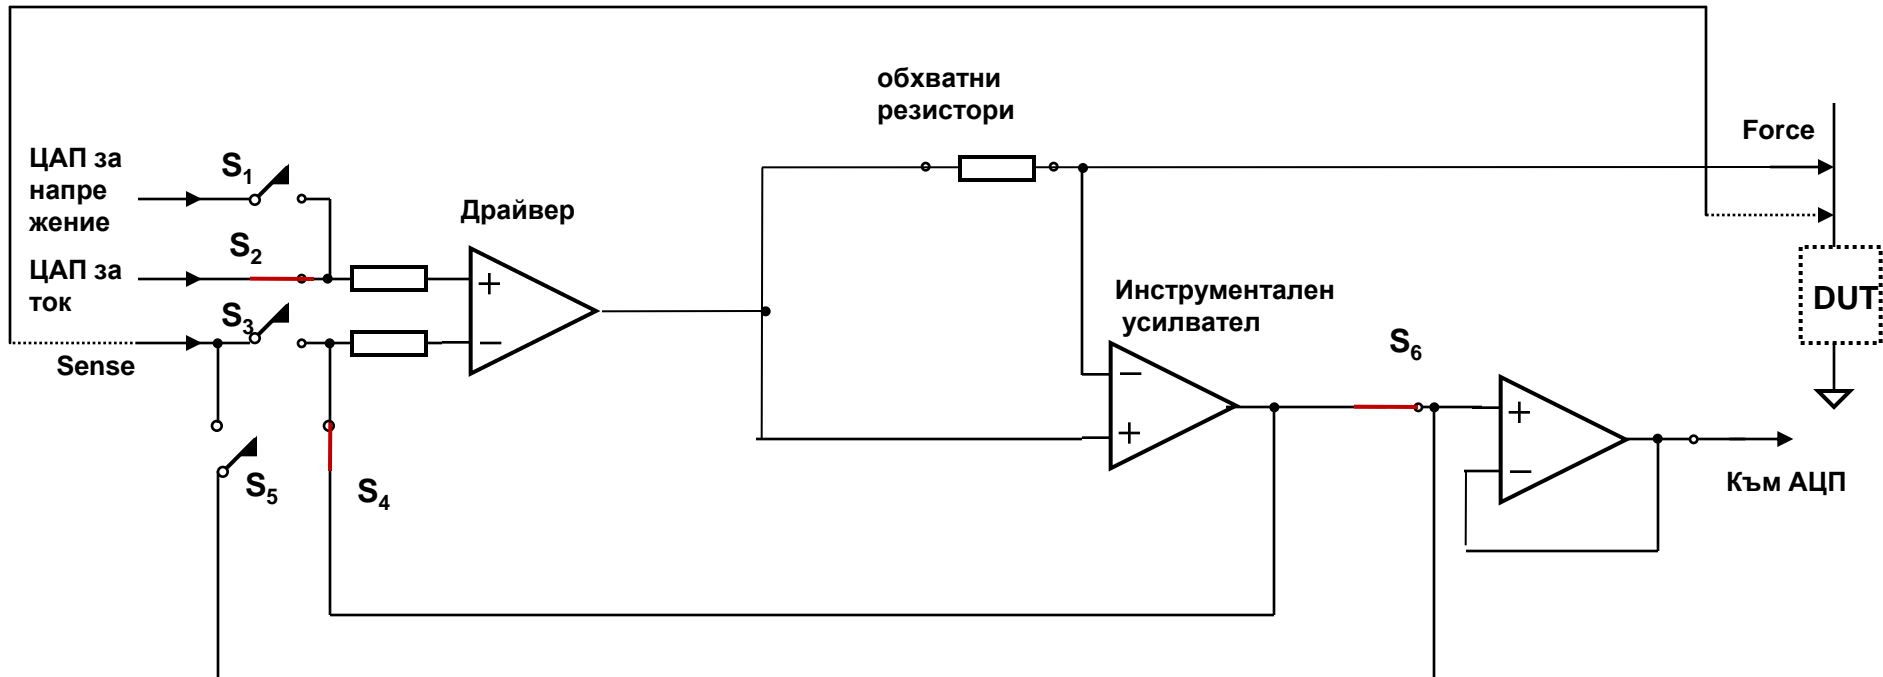 обхватни
резистори
Force
ЦАП за
напре
жение
S1
Драйвер
S2
ЦАП за
ток
S3
Sense
Инструментален
усилвател
DUT
S6
+
−
−
+
+
−
S5
S4
Към АЦП